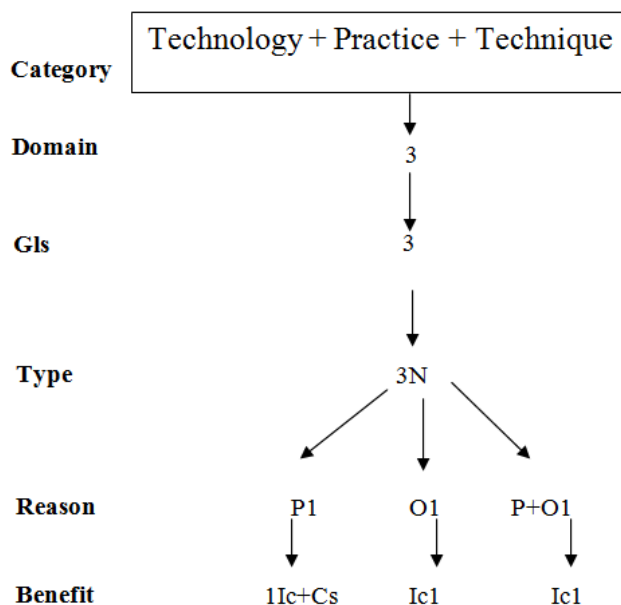 Technology + Practice + Technique
Category
Domain
3
Gls
3
Type
3N
Reason P1 O1 P+O1
Benefit 1Ic+Cs Ic1 Ic1